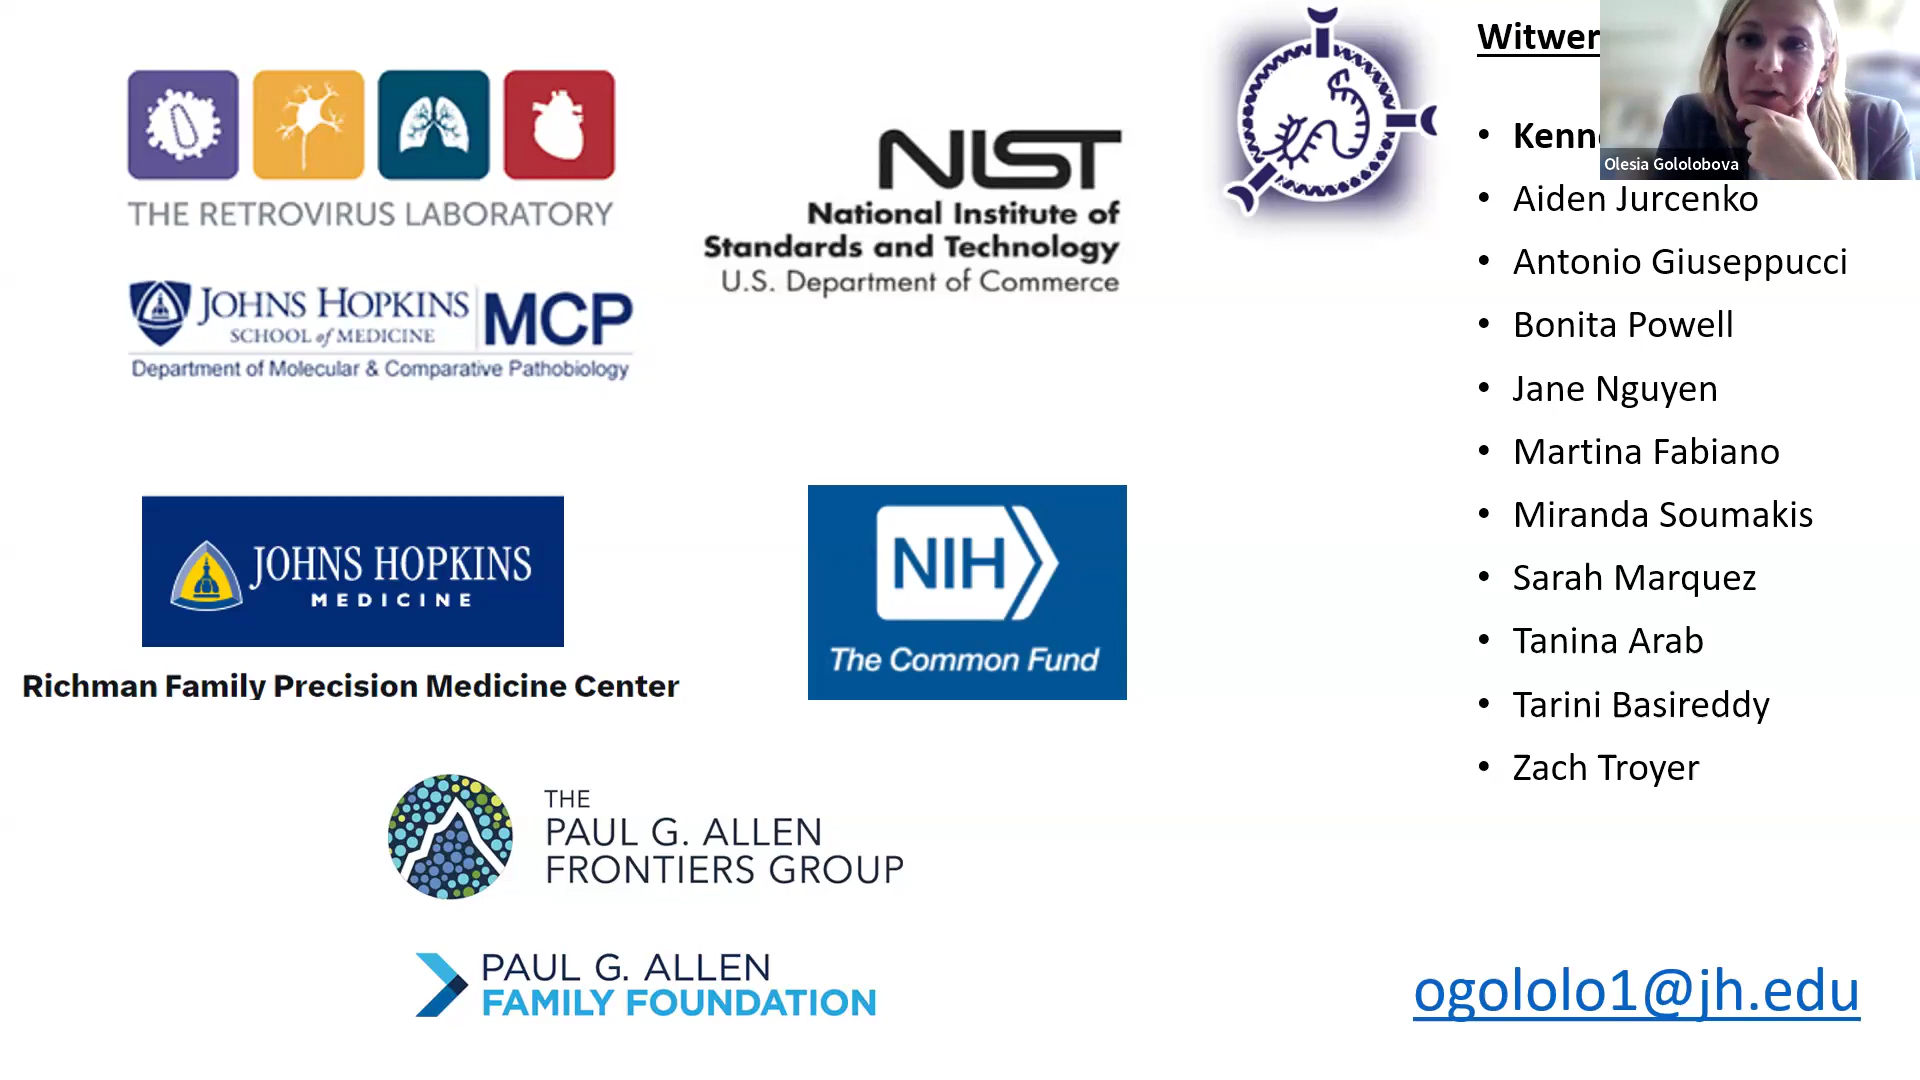 THE RETROVIRUS LABORATORY
JOHNS HOPKINS
SCHOOL of MEDICINE
MCP
Department of Molecular & Comparative Pathobiology
NIST
National Institute of
Standards and Technology
U.S. Department of Commerce
JOHNS HOPKINS
MEDICINE
Richman Family Precision Medicine Center
NIH
The Common Fund
THE
PAUL G. ALLEN
FRONTIERS GROUP
PAUL G. ALLEN
FAMILY FOUNDATION
Witwer
Olesia Gololobova
• Aiden Jurcenko
• Antonio Giuseppucci
• Bonita Powell
• Jane Nguyen
• Martina Fabiano
• Miranda Soumakis
• Sarah Marquez
• Tanina Arab
• Tarini Basireddy
• Zach Troyer
ogololo1@jh.edu